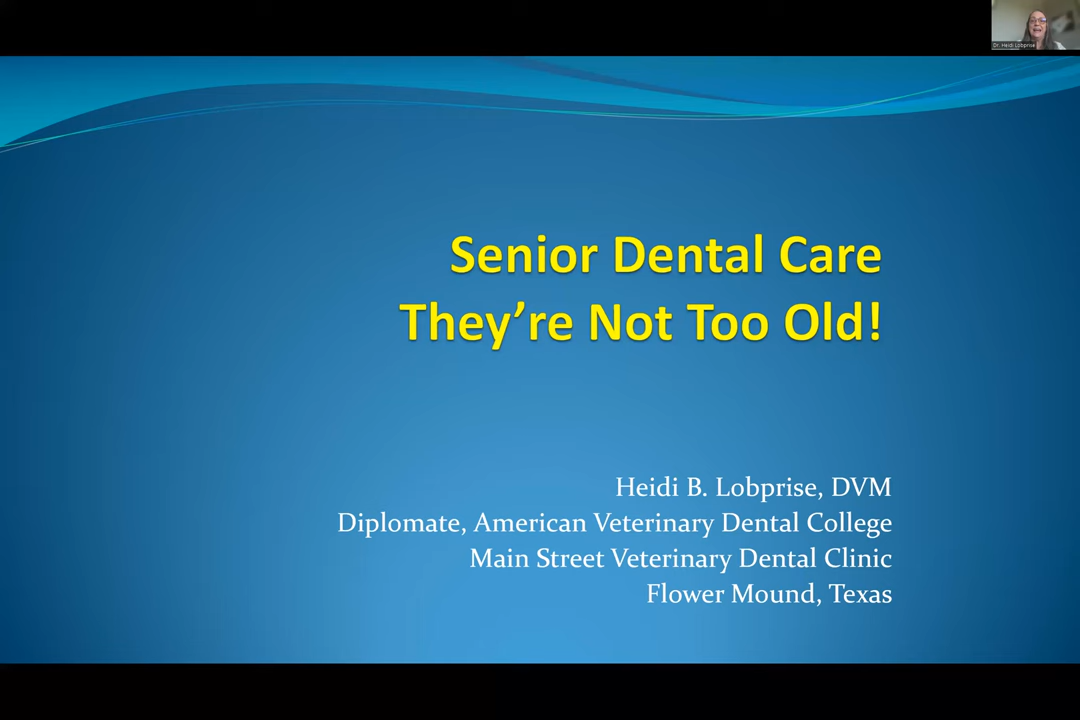 Dr. Heidi Lobprise
Senior Dental Care
They're Not Too Old!
Heidi B. Lobprise, DVM
Diplomate, American Veterinary Dental College
Main Street Veterinary Dental Clinic
Flower Mound, Texas